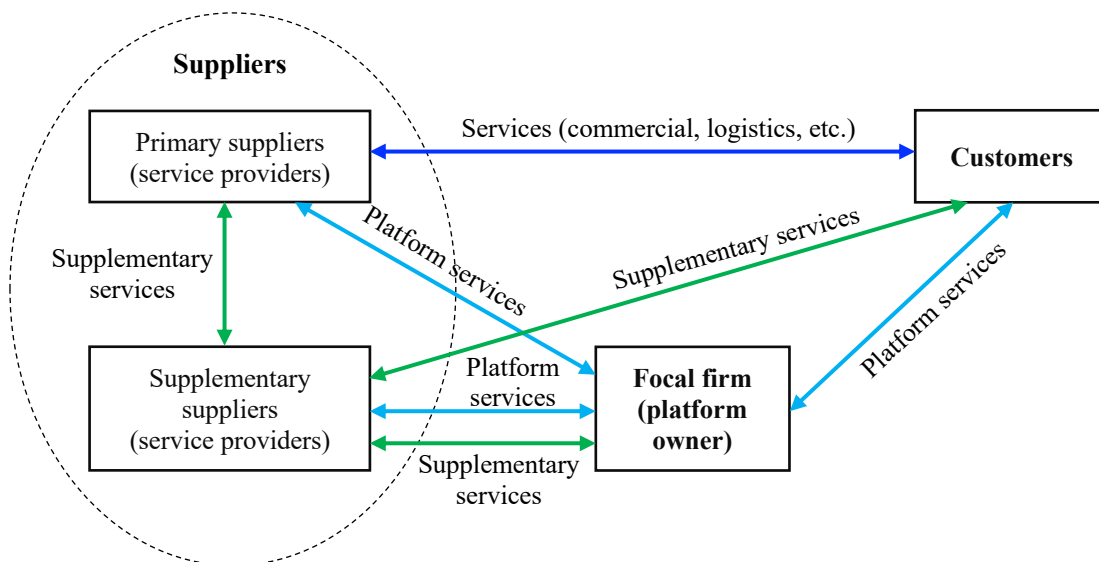 Suppliers
Primary suppliers
(service providers)
Services (commercial, logistics, etc.)
Customers
Platform services
Supplementary services
Platform services
Supplementary
services
Supplementary
suppliers
(service providers)
Platform
services
Supplementary
services
Focal firm
(platform
owner)